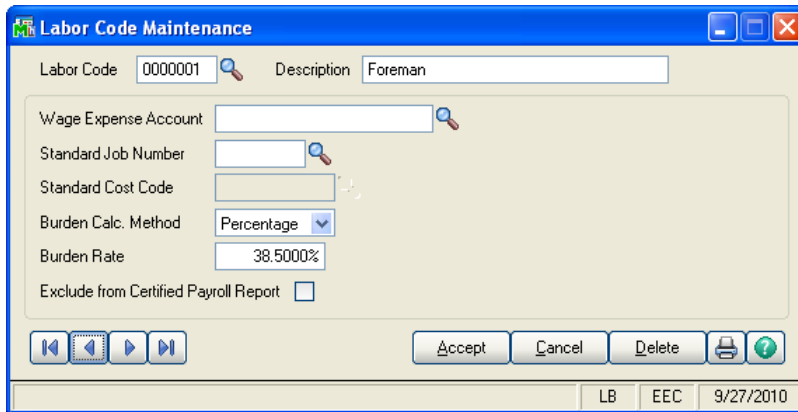 Labor Code Maintenance
Labor Code 0000001 Description Foreman
Wage Expense Account
Standard Job Number
Standard Cost Code
Burden Calc. Method Percentage
Burden Rate 38.5000%
Exclude from Certified Payroll Report
Accept Cancel Delete
LB EEC 9/27/2010